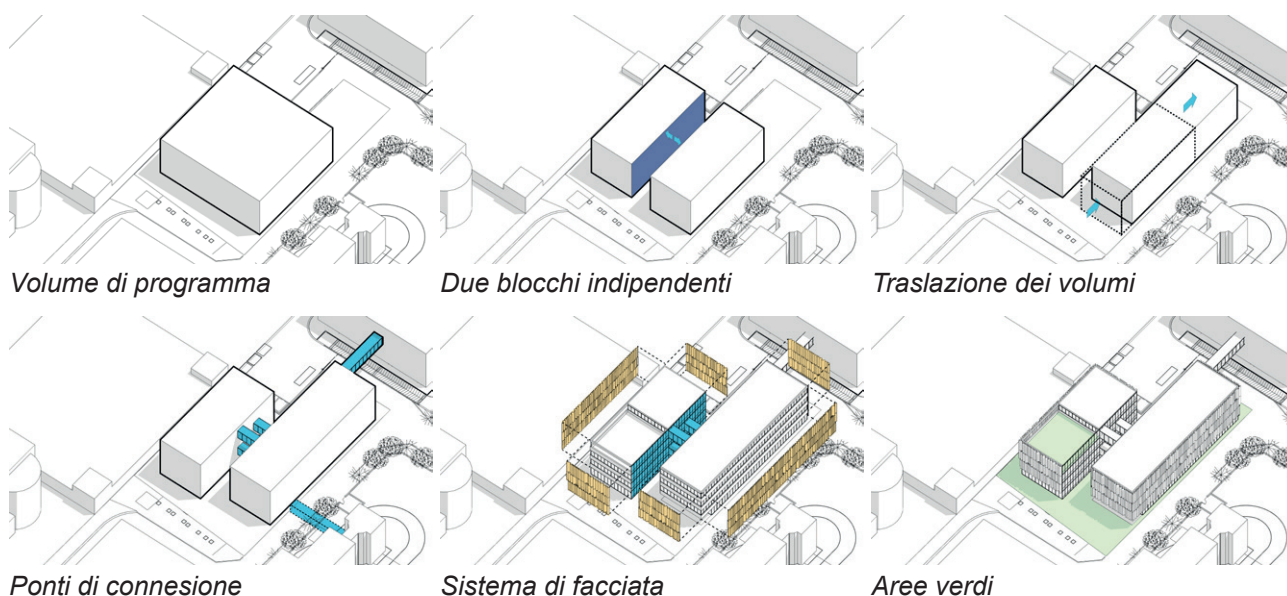 Volume di programma
Due blocchi indipendenti
Traslazione dei volumi
Ponti di connesione
Sistema di facciata
Aree verdi